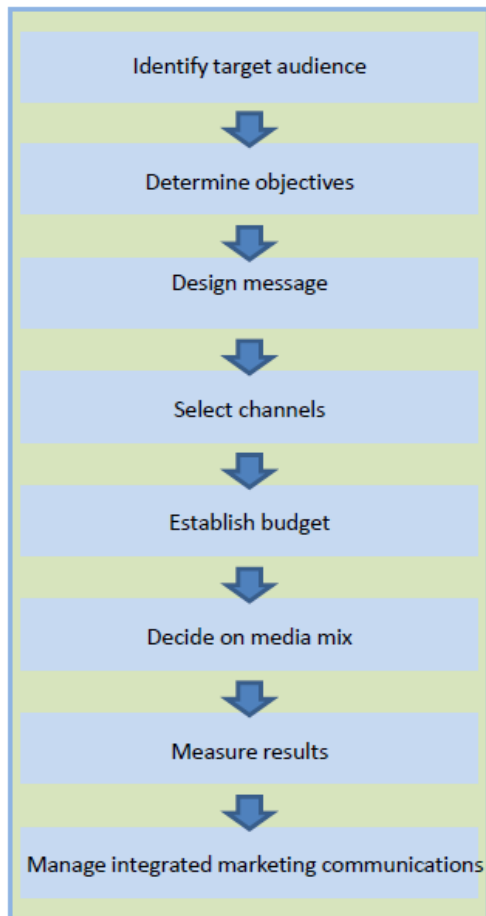 Identify target audience
Determine objectives
Design message
Select channels
Establish budget
Decide on media mix
Measure results
Manage integrated marketing communications